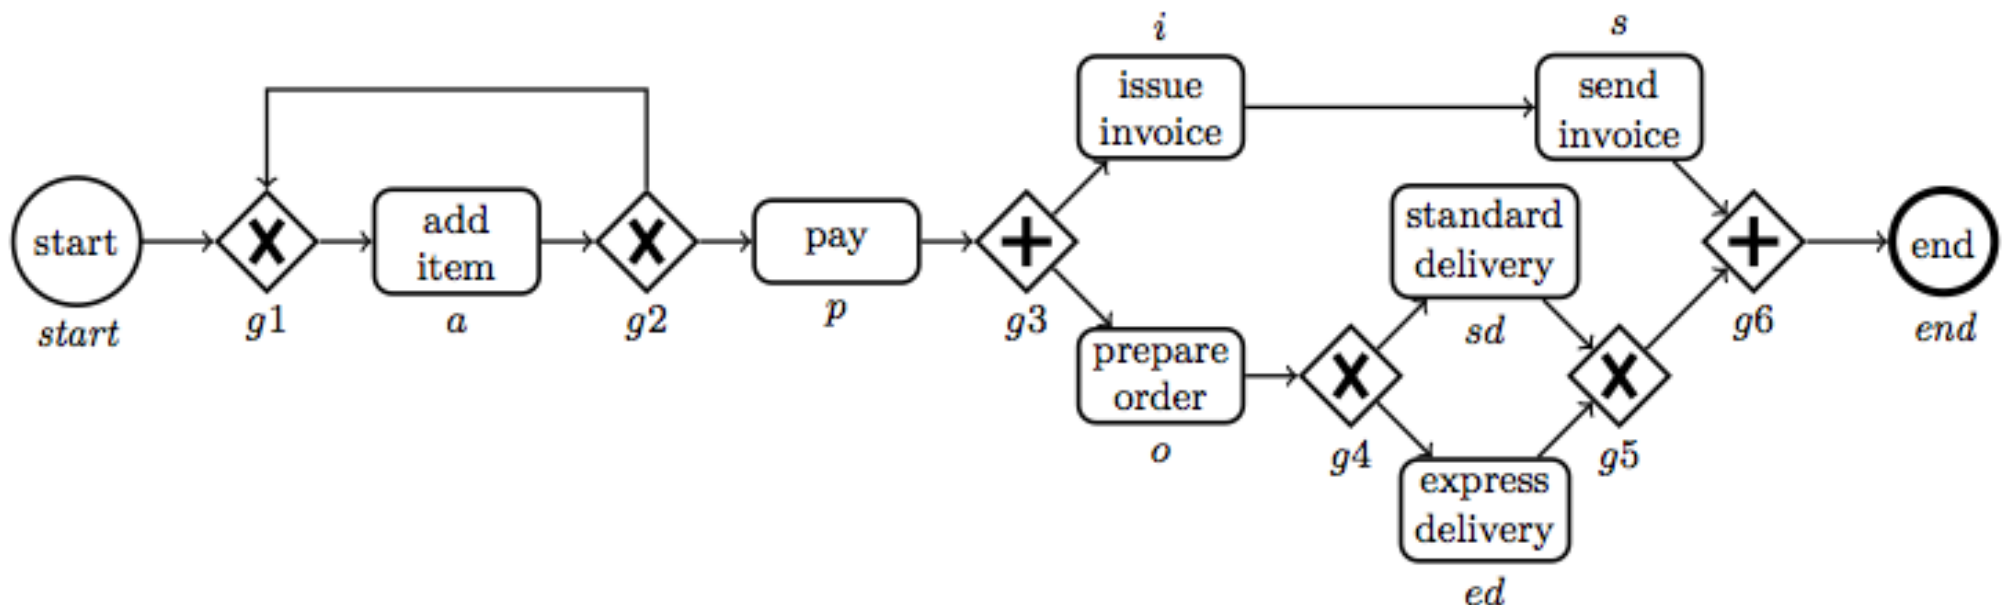 start
start
g1
add
item
a
g2
pay
p
g3
i
issue
invoice
s
send
invoice
prepare
order
o
g4
standard
delivery
sd
express
delivery
ed
g5
g6
end
end